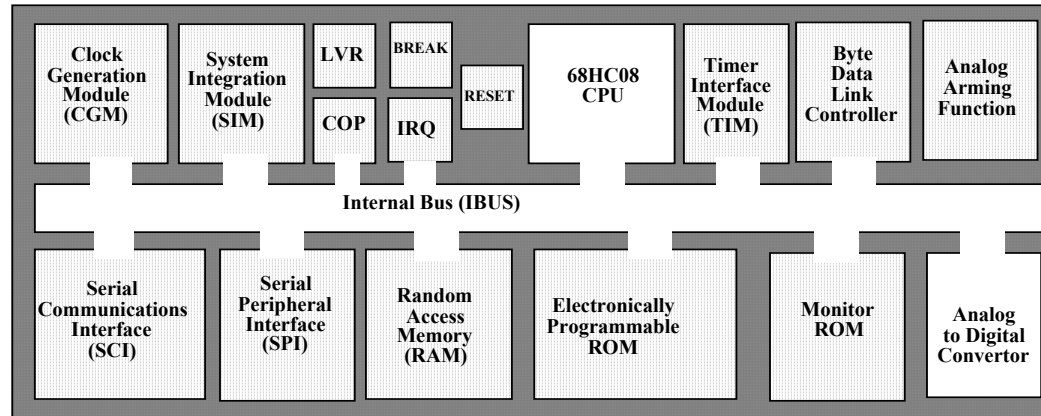 Clock
Generation
Module
(CGM)
System
Integration
Module
(SIM)
LVR
BREAK
COP
IRQ
RESET
68HC08
CPU
Timer
Interface
Module
(TIM)
Byte
Data
Link
Controller
Analog
Arming
Function
Internal Bus (IBUS)
Serial
Communications
Interface
(SCI)
Serial
Peripheral
Interface
(SPI)
Random
Access
Memory
(RAM)
Electronically
Programmable
ROM
Monitor
ROM
Analog
to Digital
Convertor